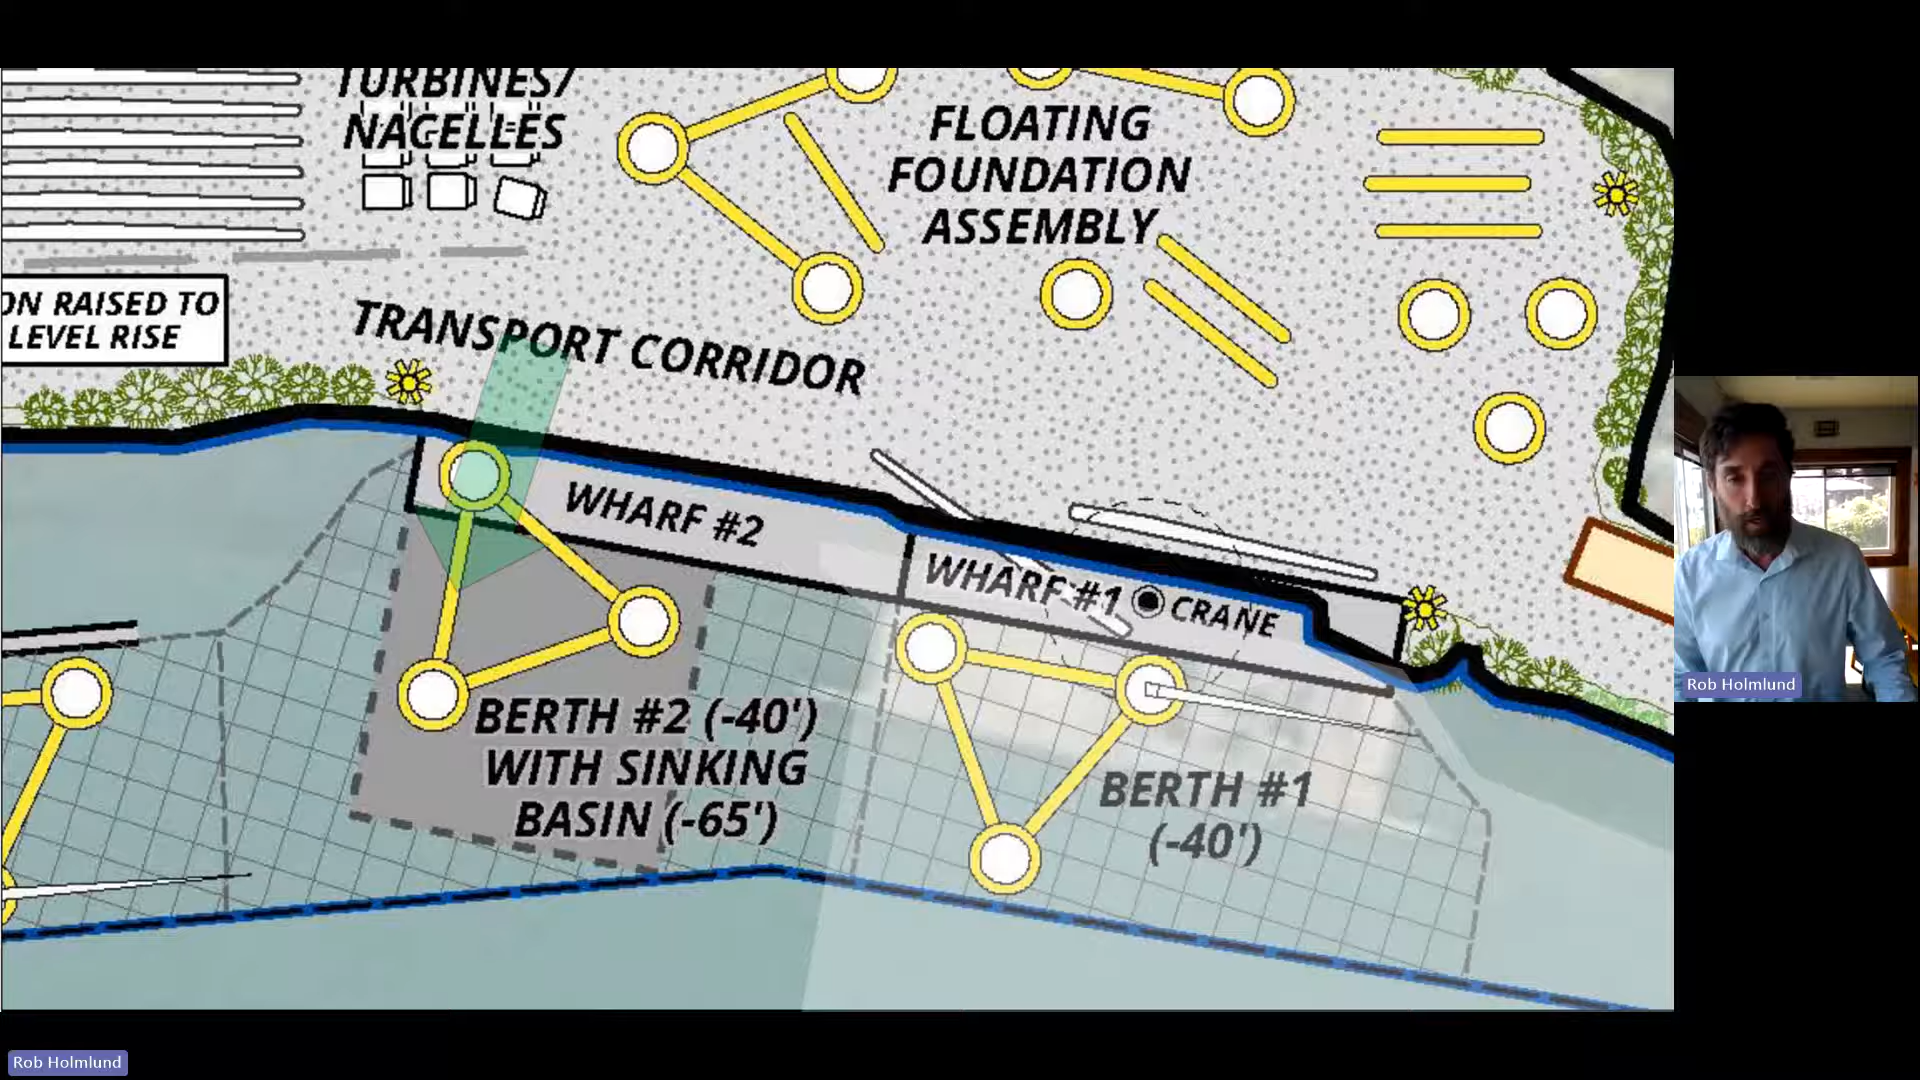 TURBINES/
NACELLES
FLOATING
FOUNDATION
ASSEMBLY
ON RAISED TO
LEVEL RISE
TRANSPORT CORRIDOR
WHARF #2
WHARF #1
CRANE
BERTH #2 (-40')
WITH SINKING
BASIN (-65')
BERTH #1
(-40')
Rob Holmlund
Rob Holmlund